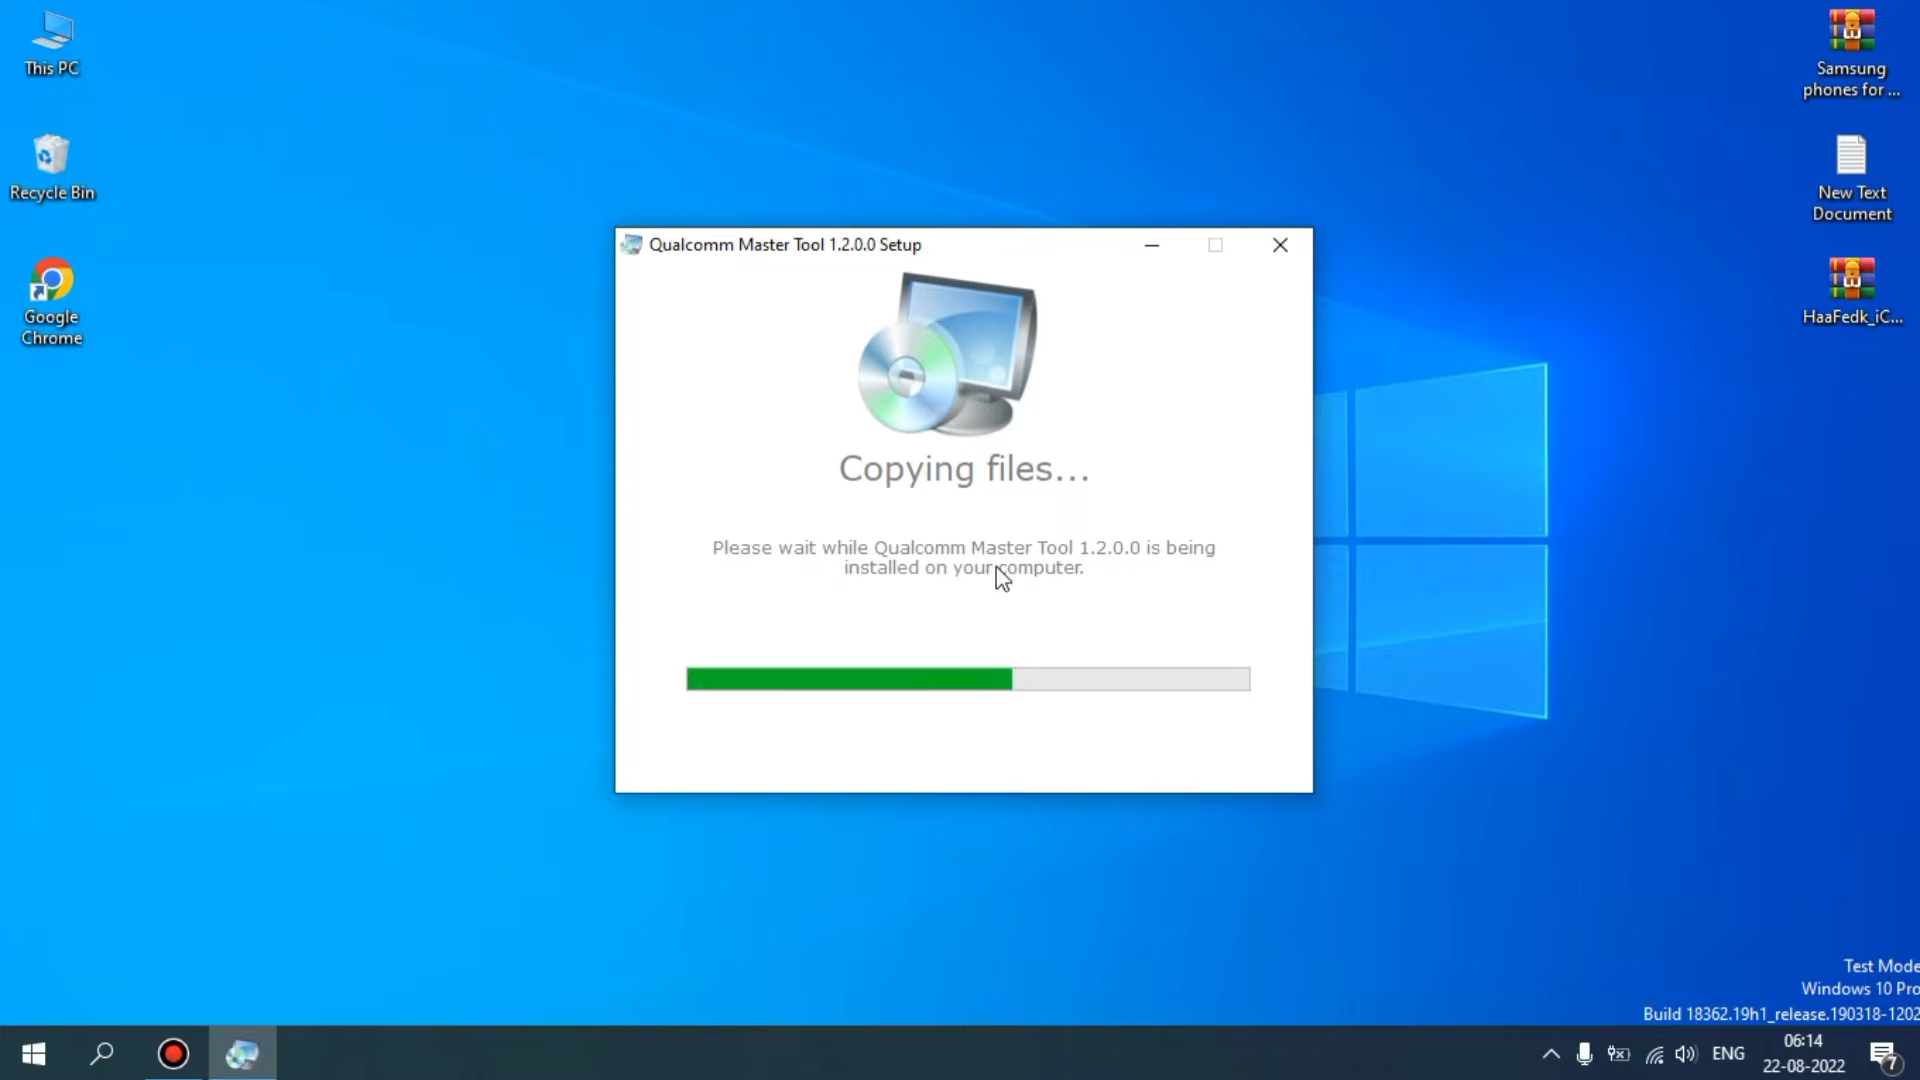 This PC
Recycle Bin
Google
Chrome
Samsung
phones for ...
New Text
Document
HaaFedk_iC...
Qualcomm Master Tool 1.2.0.0 Setup
Copying files...
Please wait while Qualcomm Master Tool 1.2.0.0 is being
installed on your computer.
Test Mode
Windows 10 Pro
Build 18362.19h1_release.190318-1202
ENG
06:14
22-08-2022
7